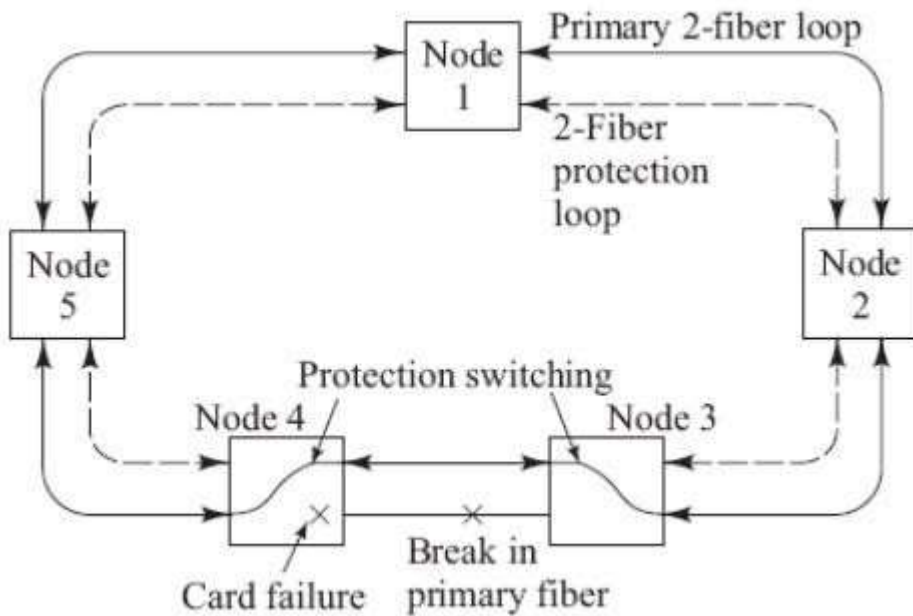 Primary 2-fiber loop
Node
1
2-Fiber
protection
loop
Node
5
Node
2
Protection switching
Node 4
Node 3
Card failure
Break in
primary fiber